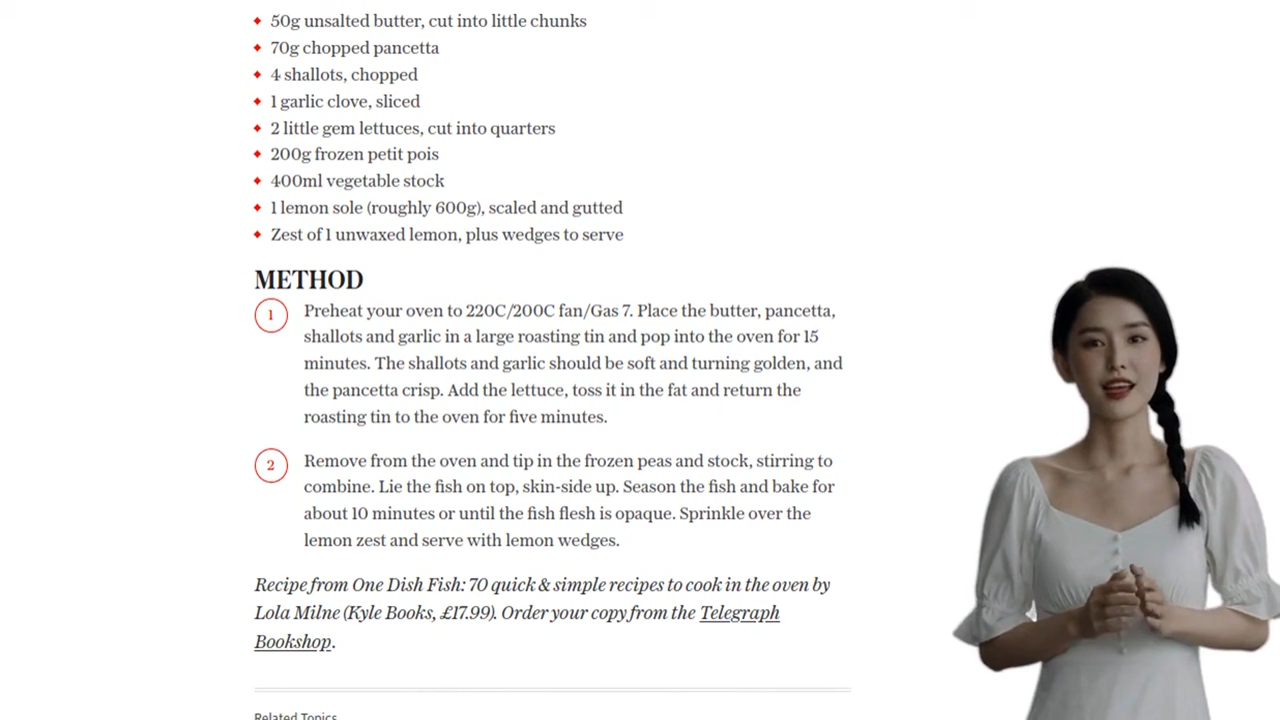 50g unsalted butter, cut into little chunks
70g chopped pancetta
4 shallots, chopped
1 garlic clove, sliced
2 little gem lettuces, cut into quarters
200g frozen petit pois
400ml vegetable stock
1 lemon sole (roughly 600g), scaled and gutted
Zest of 1 unwaxed lemon, plus wedges to serve
METHOD
1
Preheat your oven to 220C/200C fan/Gas 7. Place the butter, pancetta,
shallots and garlic in a large roasting tin and pop into the oven for 15
minutes. The shallots and garlic should be soft and turning golden, and
the pancetta crisp. Add the lettuce, toss it in the fat and return the
roasting tin to the oven for five minutes.
2
Remove from the oven and tip in the frozen peas and stock, stirring to
combine. Lie the fish on top, skin-side up. Season the fish and bake for
about 10 minutes or until the fish flesh is opaque. Sprinkle over the
lemon zest and serve with lemon wedges.
Recipe from One Dish Fish: 70 quick & simple recipes to cook in the oven by
Lola Milne (Kyle Books, £17.99). Order your copy from the Telegraph
Bookshop.
Related Topics